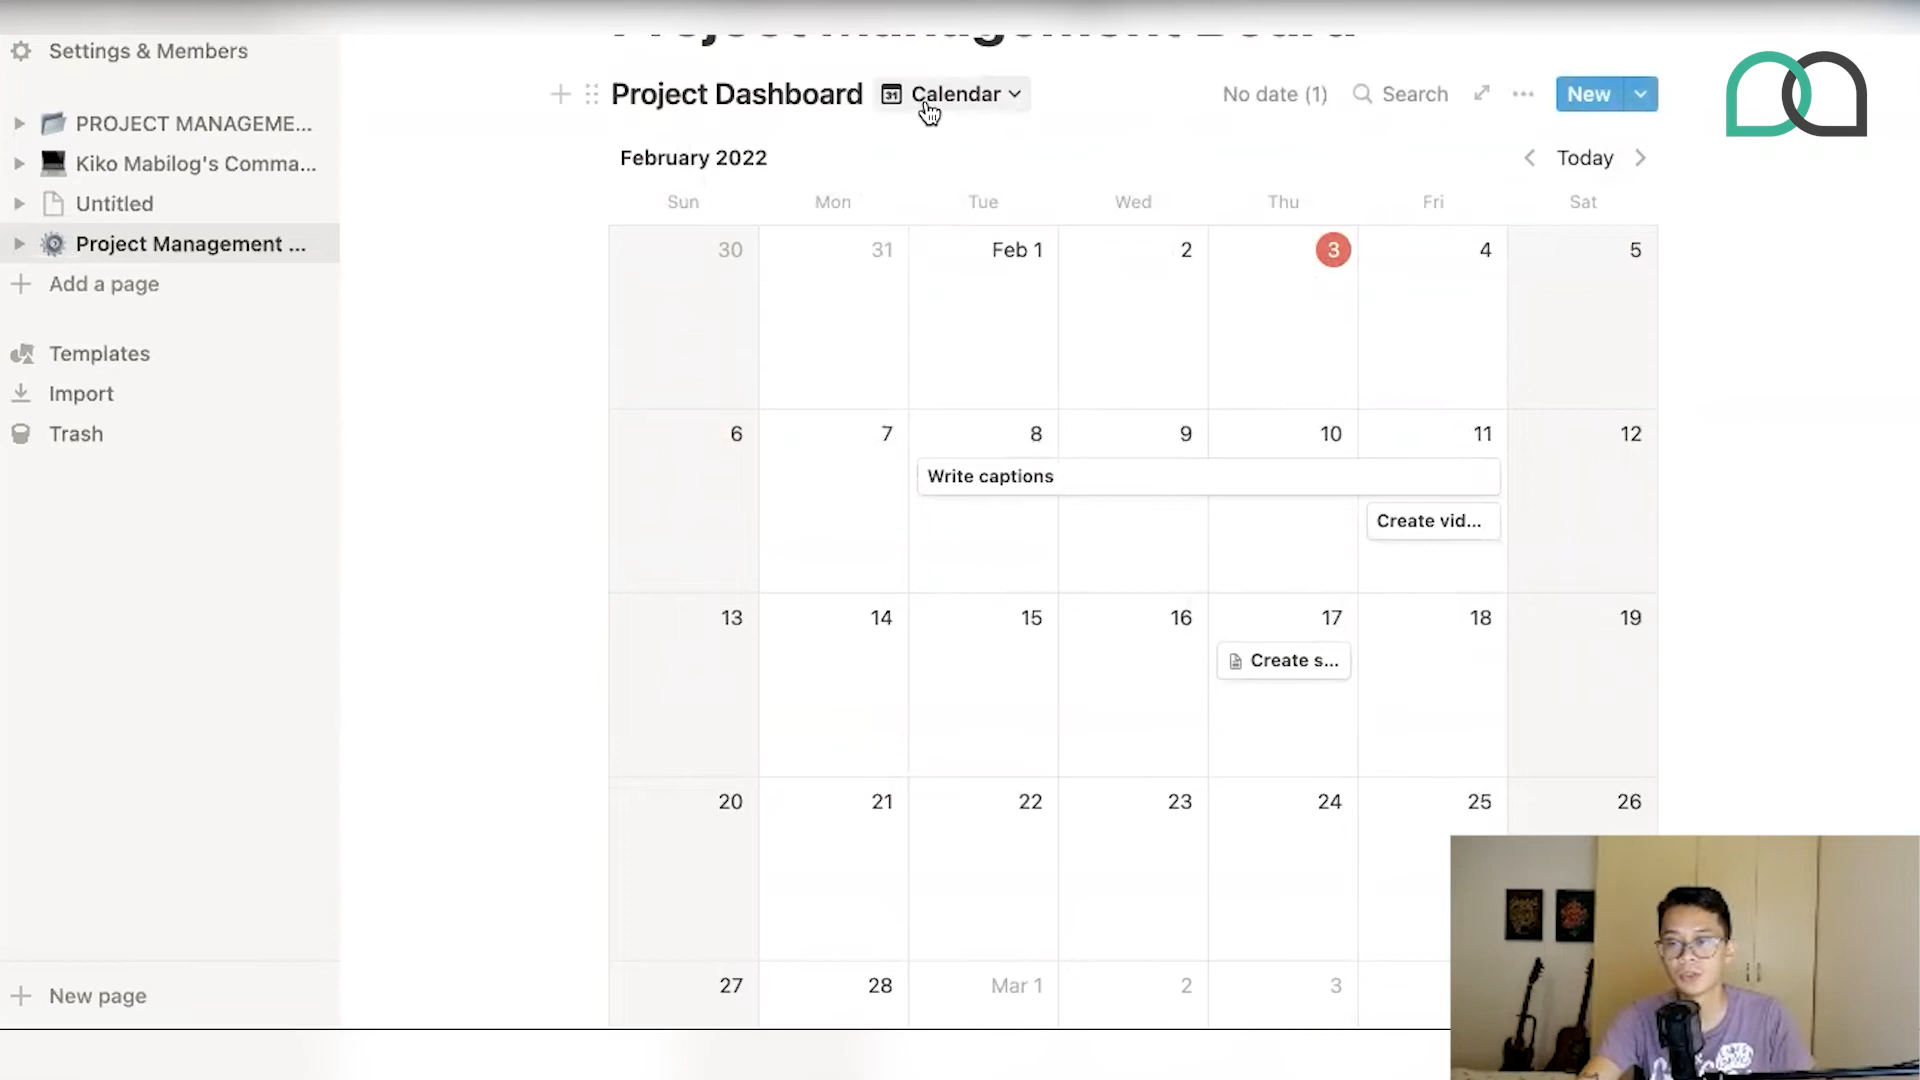 Project Management Board
Settings & Members
Project Dashboard
Calendar
No date (1)
Search
New
PROJECT MANAGEME...
Kiko Mabilog's Comma...
Untitled
Project Management ...
Add a page
Templates
Import
Trash
New page
February 2022
Today
Sun Mon Tue Wed Thu Fri Sat
30 31 Feb 1 2 3 4 5
6 7 8 9 10 11 12
Write captions
Create vid...
13 14 15 16 17 18 19
Create s...
20 21 22 23 24 25 26
27 28 Mar 1 2 3